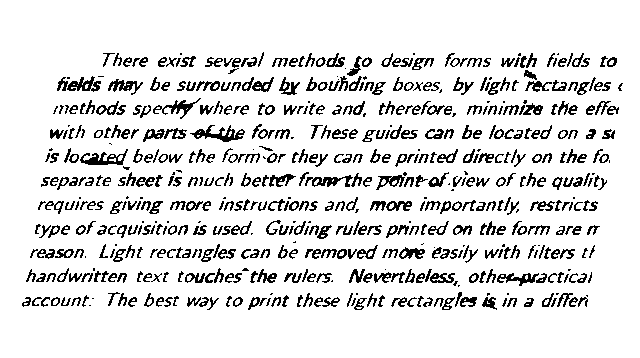 There exist several methods to design forms with fields to
fields may be surrounded by bounding boxes, by light rectangles
methods specify where to write and, therefore, minimize the effe
with other parts of the form. These guides can be located on a s
is located below the form or they can be printed directly on the fo
separate sheet is much better from the point of view of the quality
requires giving more instructions and, more importantly, restricts
type of acquisition is used. Guiding rulers printed on the form are
reason. Light rectangles can be removed more easily with filters th
handwritten text touches the rulers. Nevertheless, other practical
account: The best way to print these light rectangles is in a differ